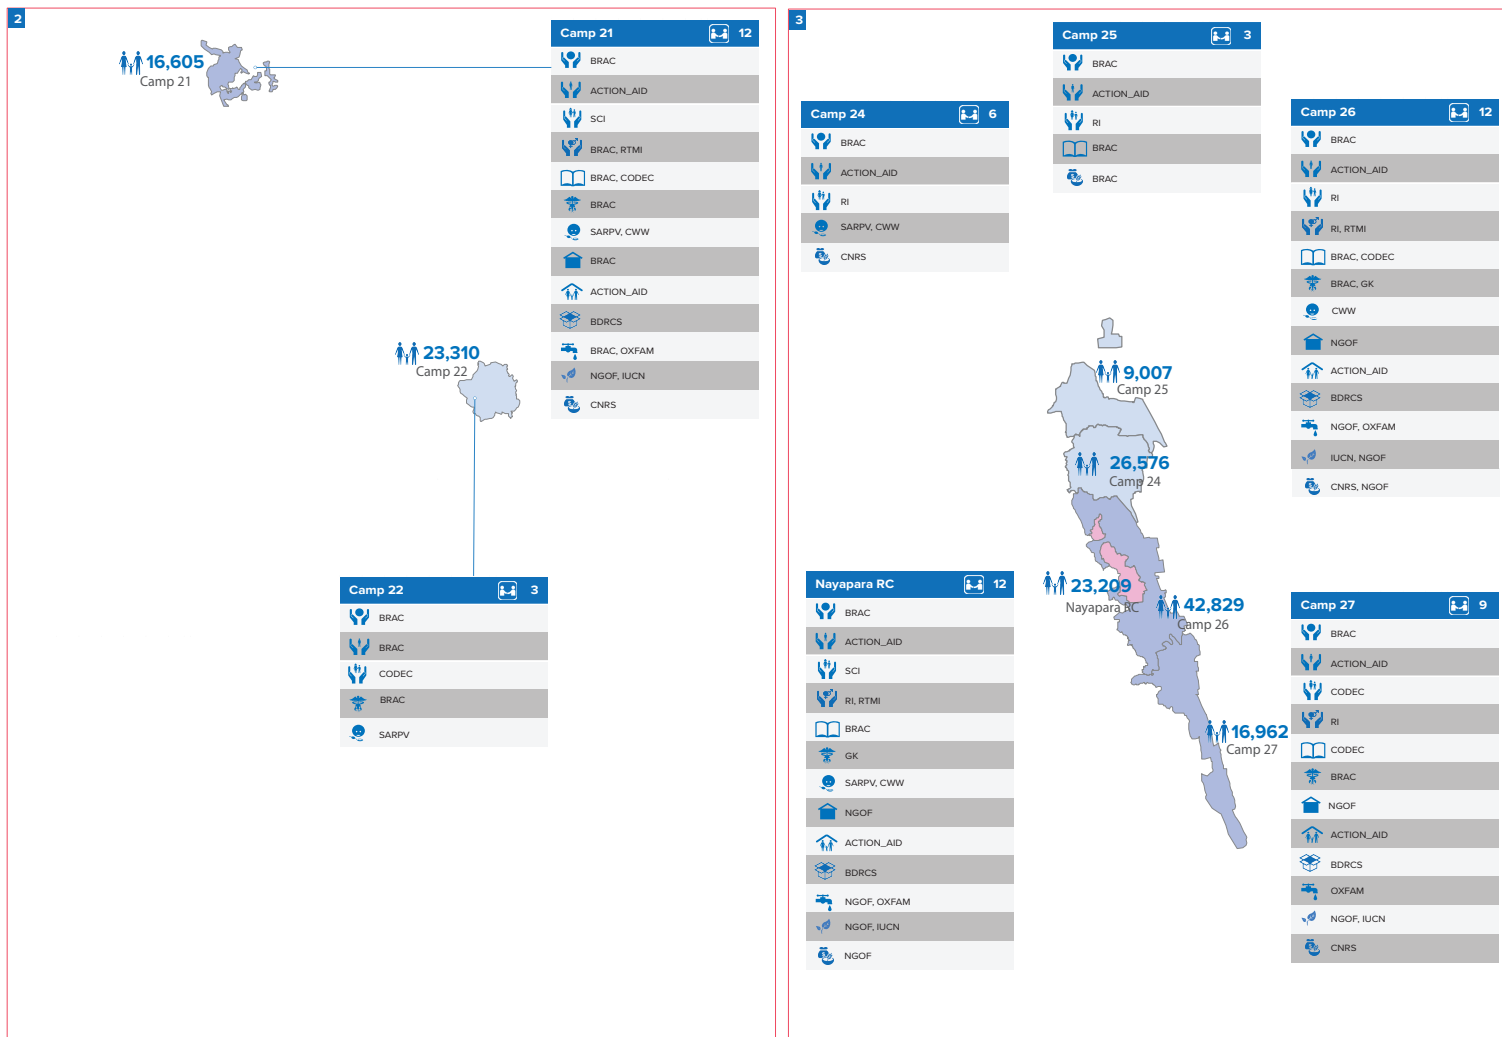 2
16,605
Camp 21
Camp 21 12
BRAC
ACTION_AID
SCI
BRAC, RTMI
BRAC, CODEC
BRAC
SARPV, CWW
BRAC
ACTION_AID
BDRCS
BRAC, OXFAM
NGOF, IUCN
CNRS
23,310
Camp 22
Camp 22 3
BRAC
BRAC
CODEC
BRAC
SARPV
3
Camp 25 3
BRAC
ACTION_AID
RI
BRAC
BRAC
Camp 24 6
BRAC
ACTION_AID
RI
SARPV, CWW
CNRS
Camp 26 12
BRAC
ACTION_AID
RI
RI, RTMI
BRAC, CODEC
BRAC, GK
CWW
NGOF
ACTION_AID
BDRCS
NGOF, OXFAM
IUCN, NGOF
CNRS, NGOF
9,007
Camp 25
26,576
Camp 24
23,209
Nayapara RC
42,829
Camp 26
16,962
Camp 27
Nayapara RC 12
BRAC
ACTION_AID
SCI
RI, RTMI
BRAC
GK
SARPV, CWW
NGOF
ACTION_AID
BDRCS
NGOF, OXFAM
NGOF, IUCN
NGOF
Camp 27 9
BRAC
ACTION_AID
CODEC
RI
CODEC
BRAC
NGOF
ACTION_AID
BDRCS
OXFAM
NGOF, IUCN
CNRS